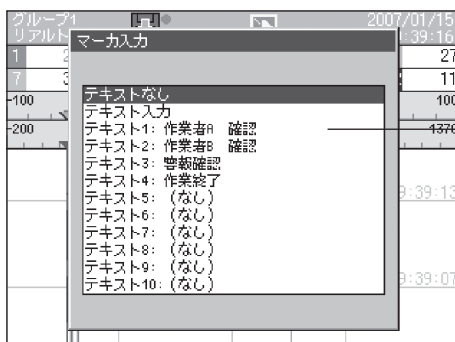 グループ1 2007/01/15
リアルト :39:16
マーカ入力
1 2 27
7 3 11
-100 100
-200 1370
テキストなし
テキスト入力
テキスト1: 作業者A 確認
テキスト2: 作業者B 確認
テキスト3: 警報確認
テキスト4: 作業終了
テキスト5: (なし)
テキスト6: (なし)
テキスト7: (なし)
テキスト8: (なし)
テキスト9: (なし)
テキスト10: (なし)
9:39:13
9:39:07